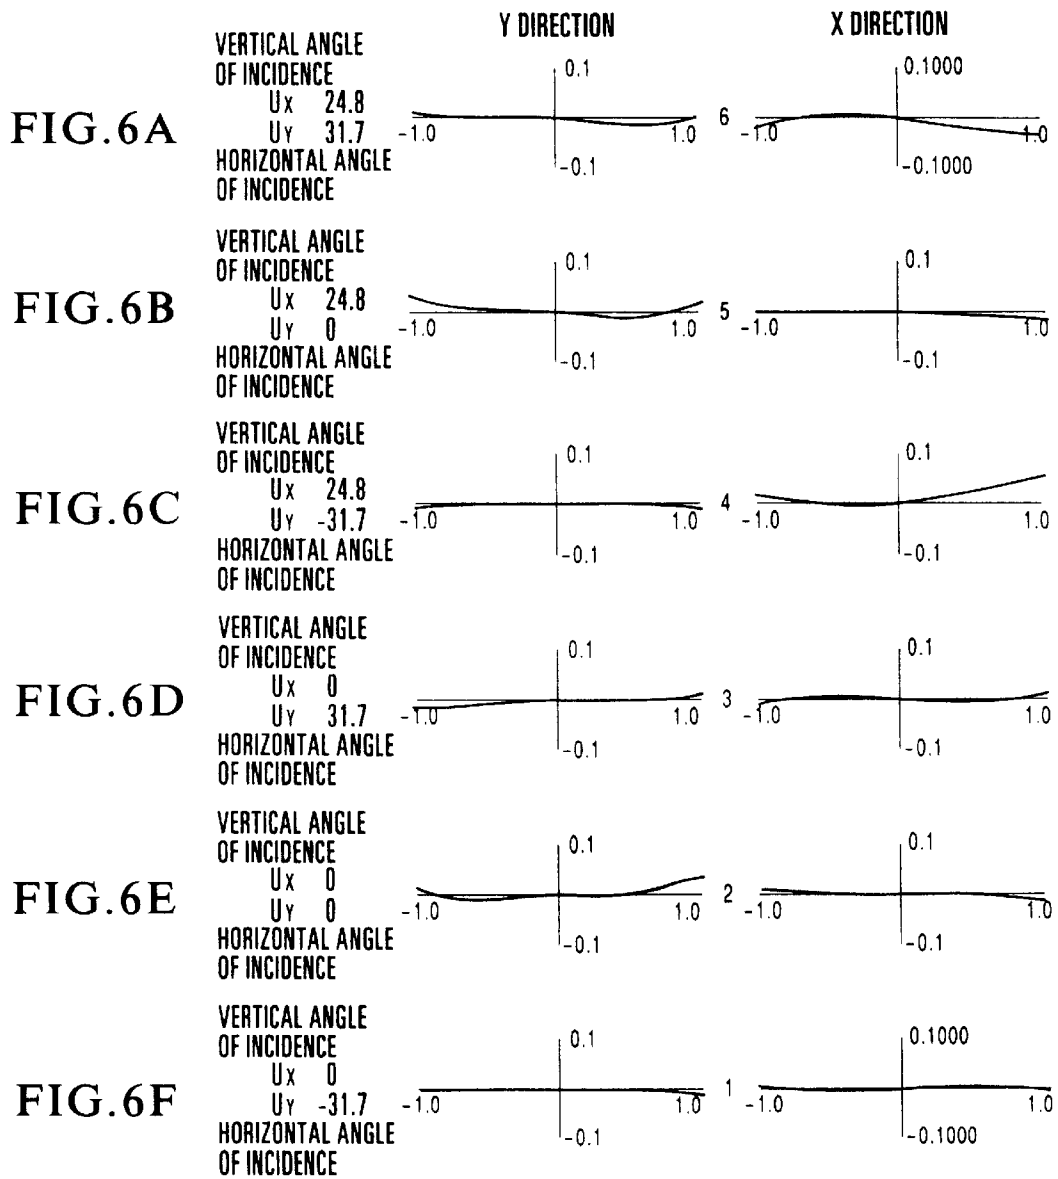 Y DIRECTION
X DIRECTION
FIG.6A
VERTICAL ANGLE
OF INCIDENCE
Ux 24.8
Uy 31.7
HORIZONTAL ANGLE
OF INCIDENCE
0.1
-1.0
1.0
-0.1
6
0.1000
-1.0
1.0
-0.1000
FIG.6B
VERTICAL ANGLE
OF INCIDENCE
Ux 24.8
Uy 0
HORIZONTAL ANGLE
OF INCIDENCE
0.1
-1.0
1.0
-0.1
5
0.1
-1.0
1.0
-0.1
FIG.6C
VERTICAL ANGLE
OF INCIDENCE
Ux 24.8
Uy -31.7
HORIZONTAL ANGLE
OF INCIDENCE
0.1
-1.0
1.0
-0.1
4
0.1
-1.0
1.0
-0.1
FIG.6D
VERTICAL ANGLE
OF INCIDENCE
Ux 0
Uy 31.7
HORIZONTAL ANGLE
OF INCIDENCE
0.1
-1.0
1.0
-0.1
3
0.1
-1.0
1.0
-0.1
FIG.6E
VERTICAL ANGLE
OF INCIDENCE
Ux 0
Uy 0
HORIZONTAL ANGLE
OF INCIDENCE
0.1
-1.0
1.0
-0.1
2
0.1
-1.0
1.0
-0.1
FIG.6F
VERTICAL ANGLE
OF INCIDENCE
Ux 0
Uy -31.7
HORIZONTAL ANGLE
OF INCIDENCE
0.1
-1.0
1.0
-0.1
1
0.1000
-1.0
1.0
-0.1000